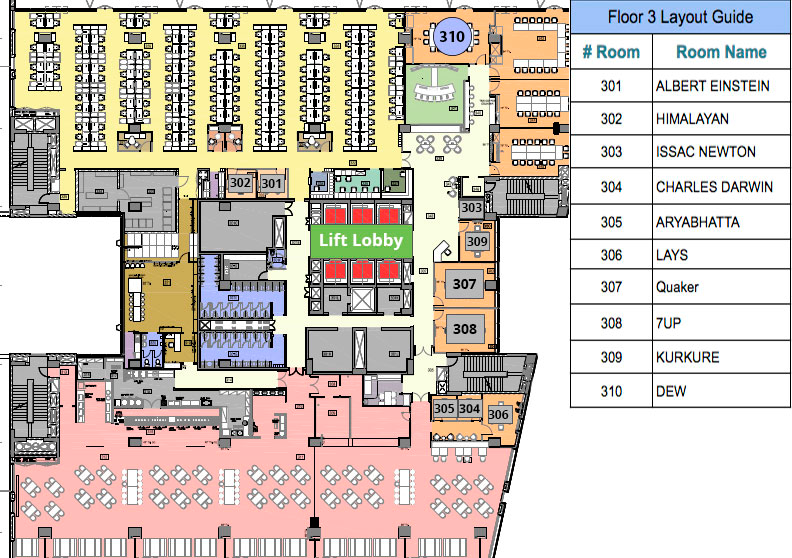 310
302
301
303
Lift Lobby
309
307
308
305
304
306
Floor 3 Layout Guide
# Room Room Name
301 ALBERT EINSTEIN
302 HIMALAYAN
303 ISSAC NEWTON
304 CHARLES DARWIN
305 ARYABHATTA
306 LAYS
307 Quaker
308 7UP
309 KURKURE
310 DEW